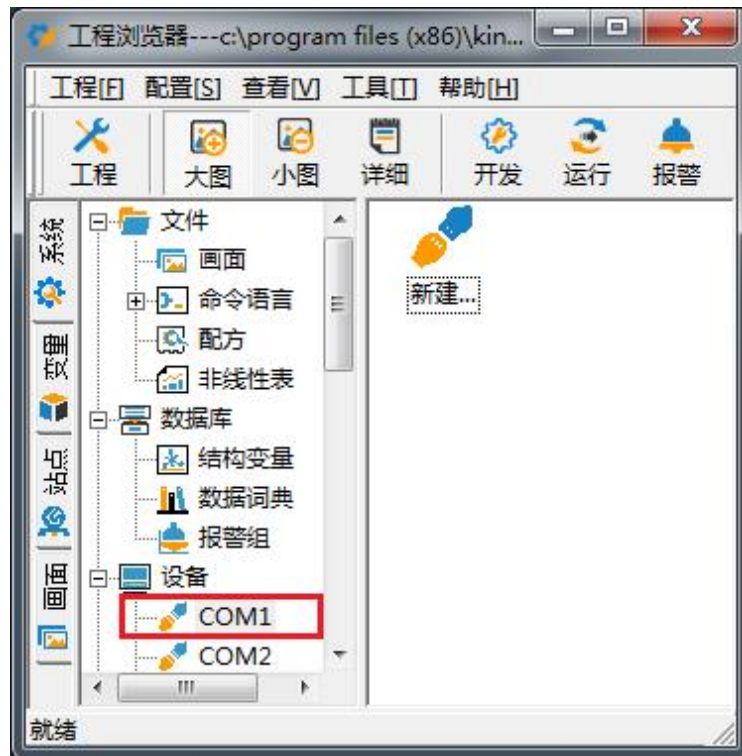 工程浏览器---c:\program files (x86)\kin...
工程[F] 配置[S] 查看[V] 工具[T] 帮助[H]
工程 大图 小图 详细 开发 运行 报警
系统
变量
站点
画面
文件
画面
命令语言
配方
非线性表
数据库
结构变量
数据词典
报警组
设备
COM1
COM2
新建...
就绪